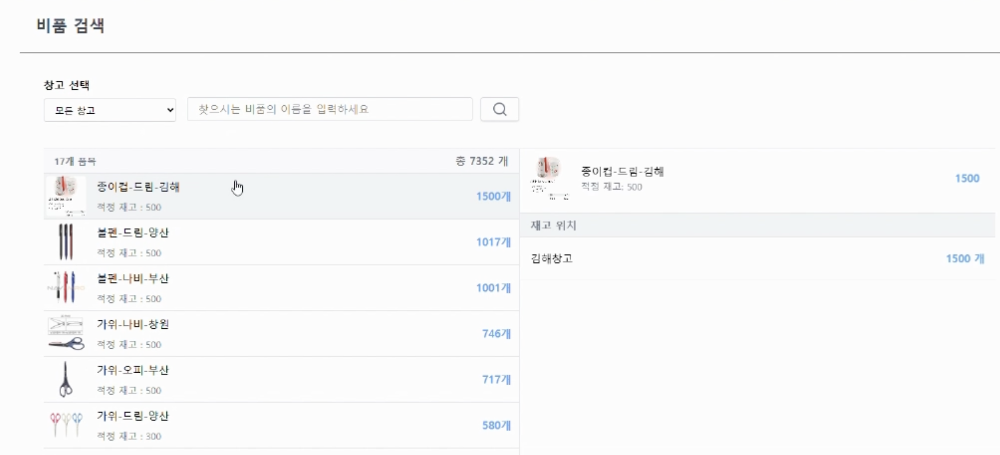 비품 검색
창고 선택
모든 창고
찾으시는 비품의 이름을 입력하세요
17개 품목
총 7352 개
종이컵-드림-김해
적정 재고 : 500
1500개
볼펜-드림-양산
적정 재고 : 500
1017개
볼펜-나비-부산
적정 재고 : 500
1001개
가위-나비-창원
적정 재고 : 500
746개
가위-오피-부산
적정 재고 : 500
717개
가위-드림-양산
적정 재고 : 300
580개
종이컵-드림-김해
적정 재고: 500
1500
재고 위치
김해창고
1500 개